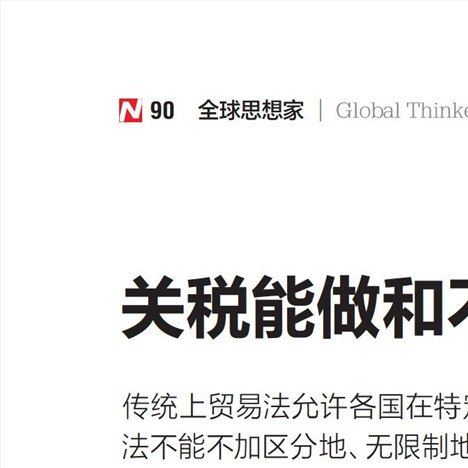 N 90 全球思想家 | Global Thinke
关税能做和不
传统上贸易法允许各国在特定
法不能不加区分地、无限制地